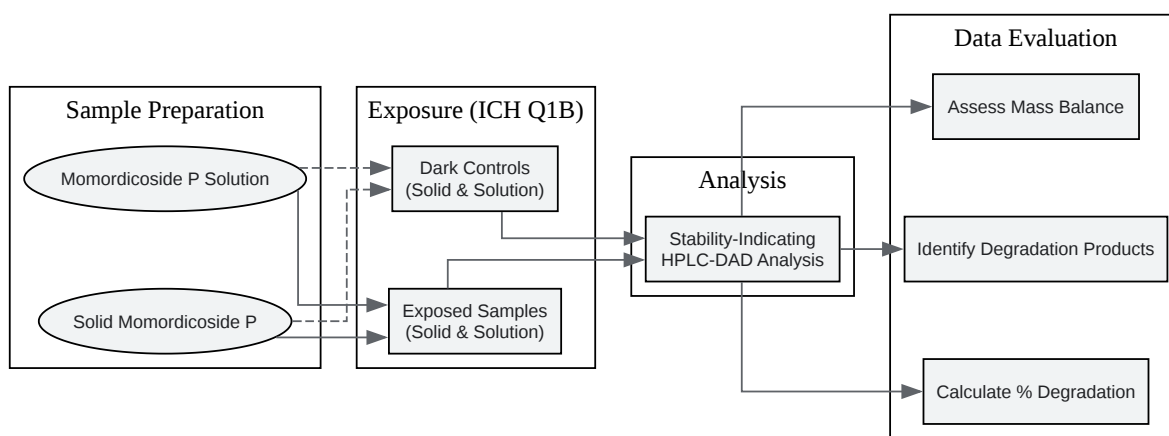 Sample Preparation
Momordicoside P Solution
Solid Momordicoside P
Exposure (ICH Q1B)
Dark Controls
(Solid & Solution)
Exposed Samples
(Solid & Solution)
Analysis
Stability-Indicating
HPLC-DAD Analysis
Data Evaluation
Assess Mass Balance
Identify Degradation Products
Calculate % Degradation